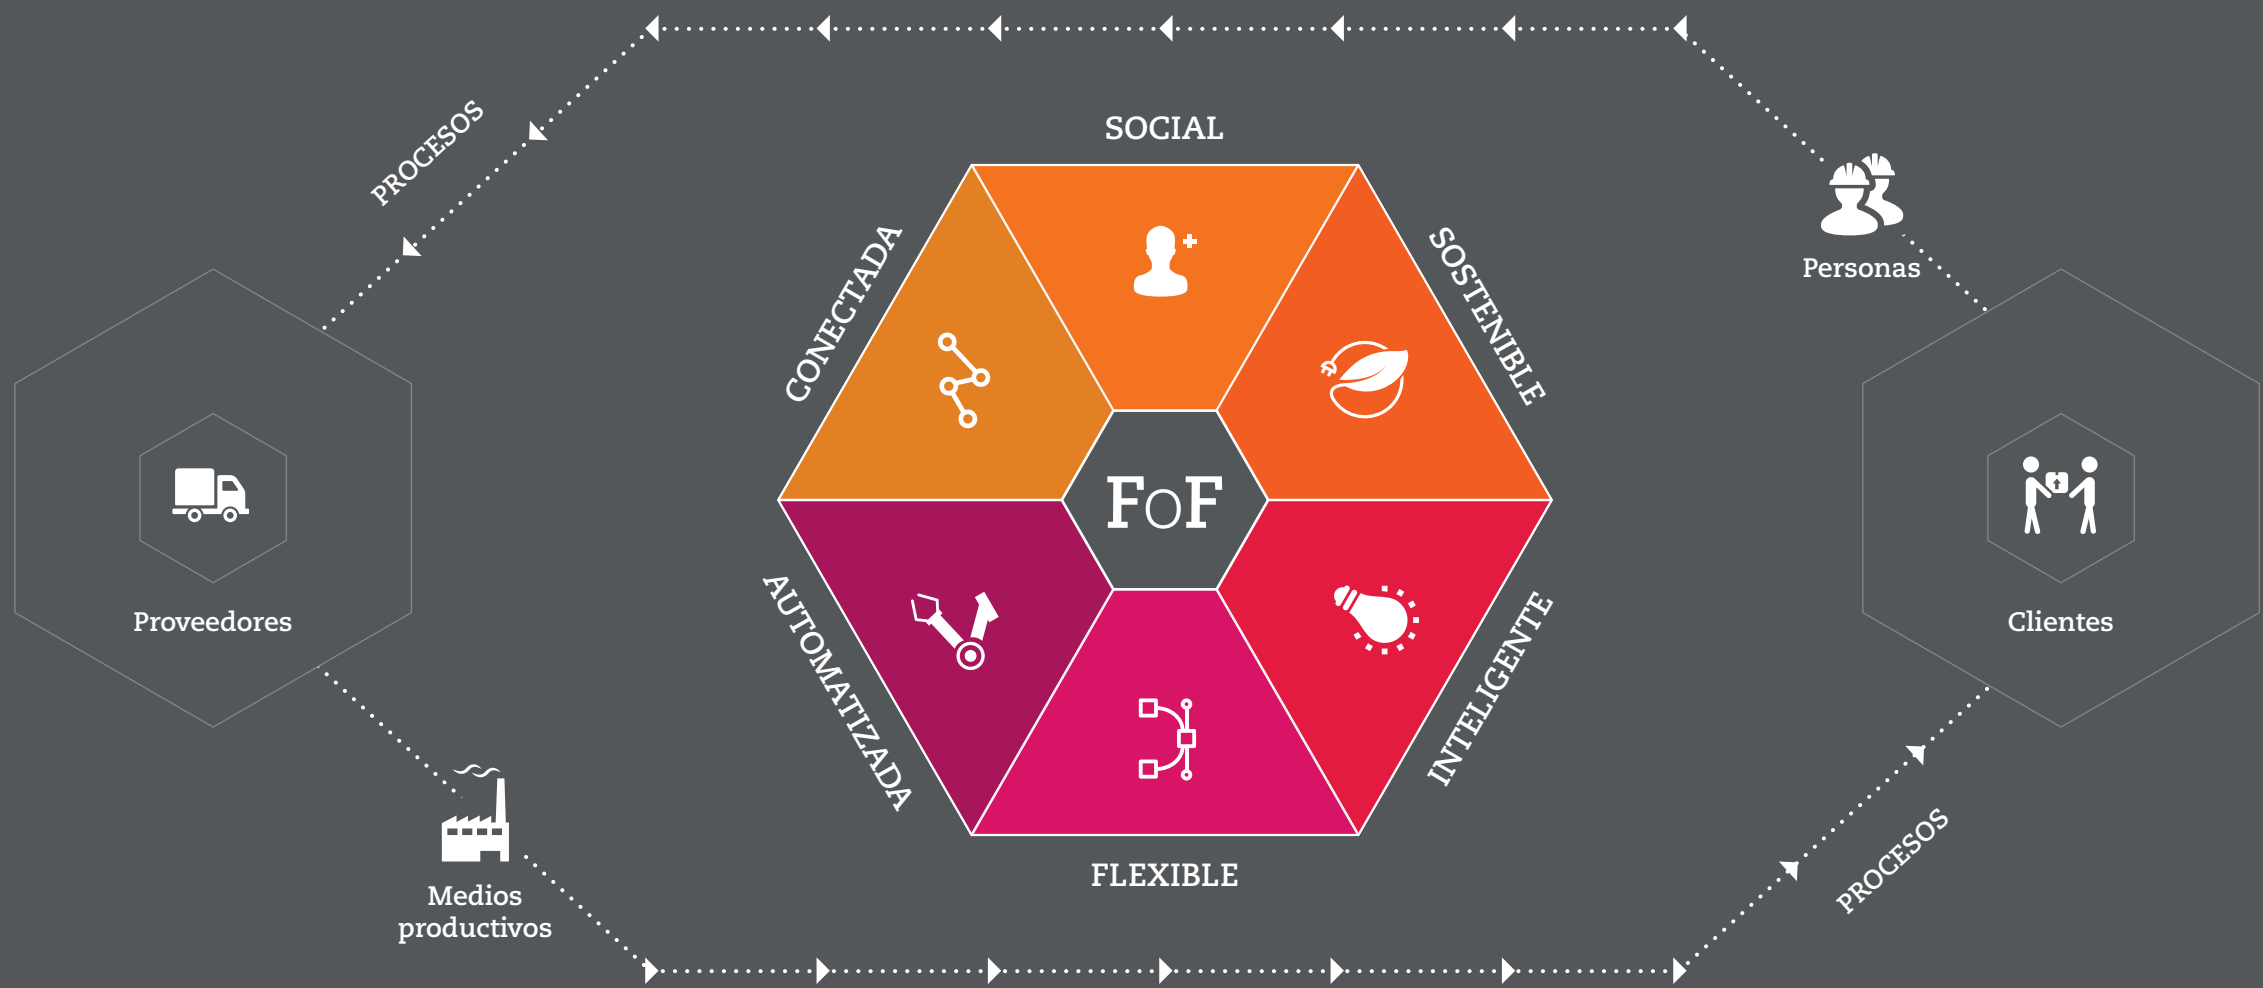 PROCESOS
SOCIAL
CONECTADA
SOSTENIBLE
Personas
FOF
Proveedores
Clientes
AUTOMATIZADA
INTELIGENTE
FLEXIBLE
PROCESOS
Medios
productivos